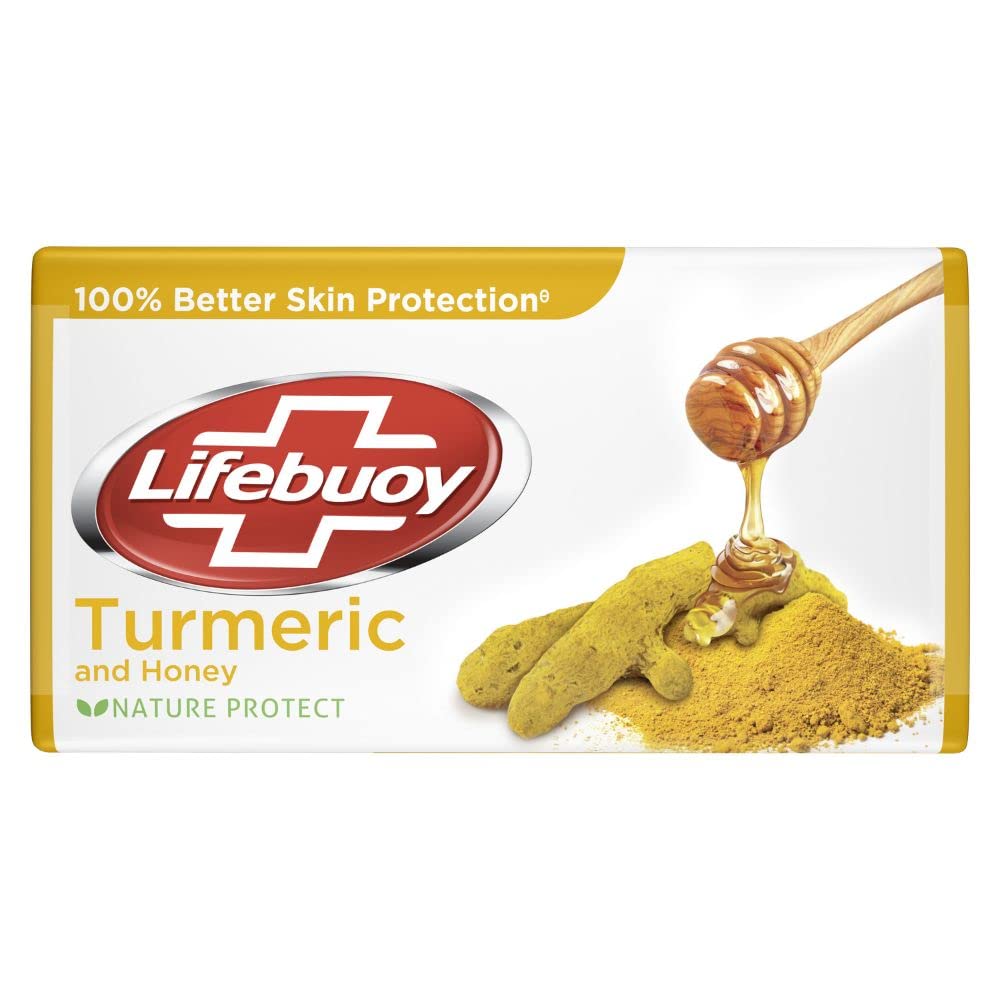 100% Better Skin Protectionᶿ
Lifebuoy
Turmeric
and Honey
NATURE PROTECT